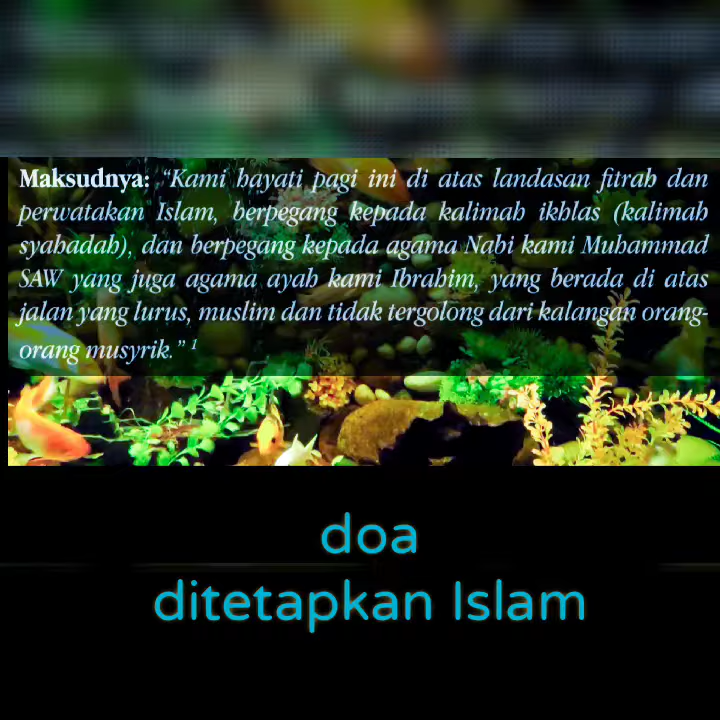 Maksudnya: “Kami hayati pagi ini di atas landasan fitrah dan
perwatakan Islam, berpegang kepada kalimah ikhlas (kalimah
syahadah), dan berpegang kepada agama Nabi kami Muhammad
SAW yang juga agama ayah kami Ibrahim, yang berada di atas
jalan yang lurus, muslim dan tidak tergolong dari kalangan orang-
orang musyrik.” ¹
doa
ditetapkan Islam